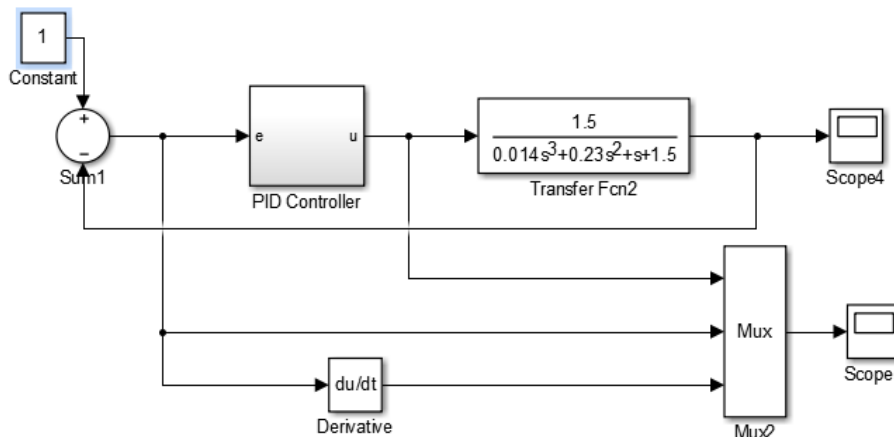 1
Constant
+
−
Sum1
e
u
PID Controller
1.5
0.014s³+0.23s²+s+1.5
Transfer Fcn2
Scope4
Mux
Mux2
Scope
du/dt
Derivative